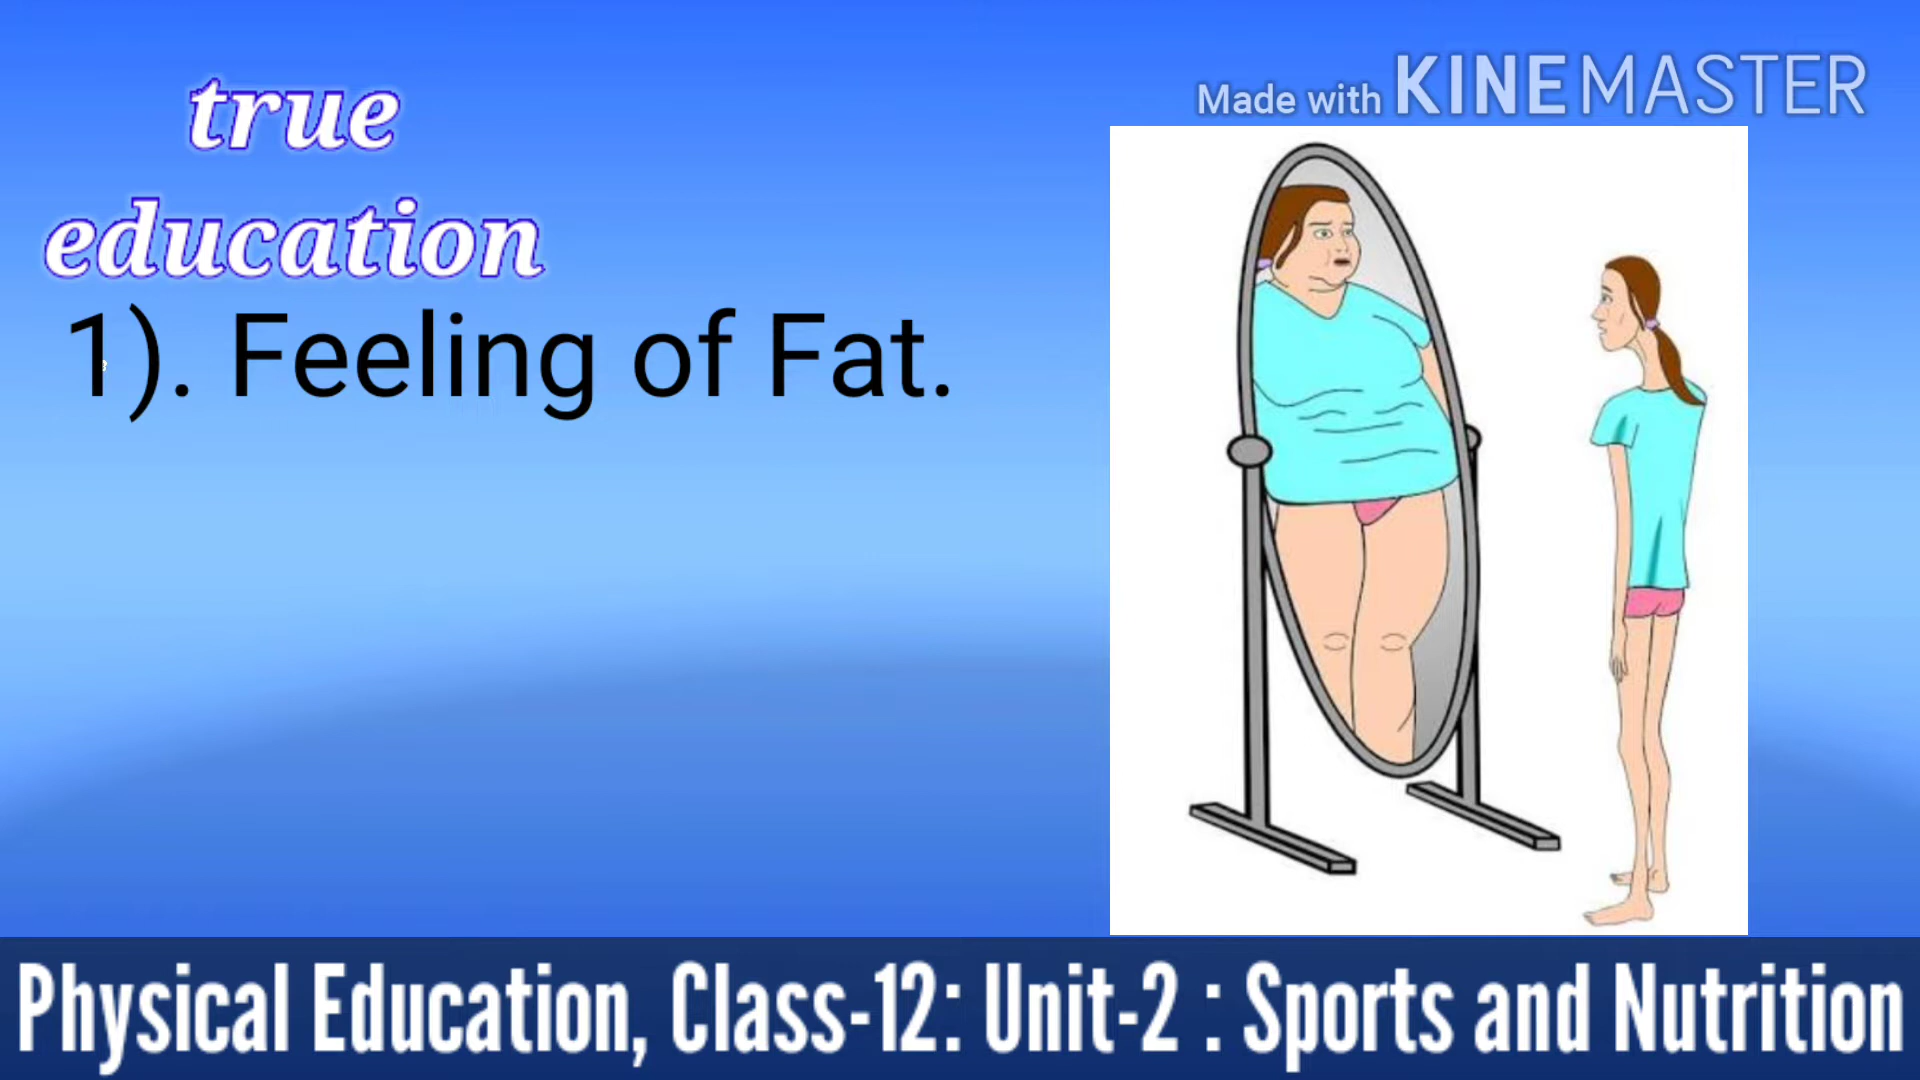 true
education
Made with KINEMASTER
1). Feeling of Fat.
Physical Education, Class-12: Unit-2 : Sports and Nutrition